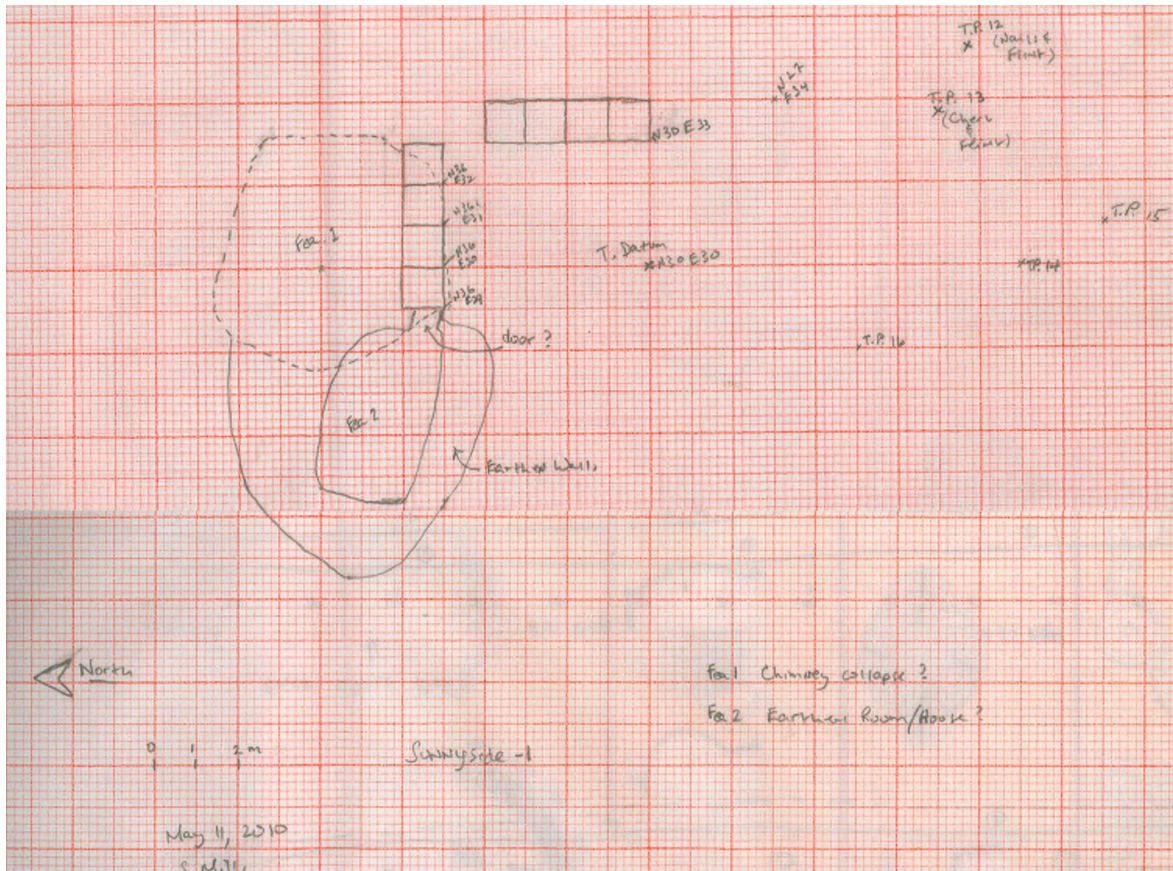 T.P. 12
(Nails &
Flint)
N27
E34
T.P. 13
(Chert
&
Flint)
N30 E33
N36
E32
N36
E31
T.P. 15
Fea. 1
N36
E30
T. Datum
N30 E30
T.P. 14
N36
E29
door ?
T.P. 16
Fea 2
Earthen Wall
North
Fea 1 Chimney collapse ?
Fea 2 Earthen Room/House ?
0 1 2 m
Sunnyside -1
May 11, 2010